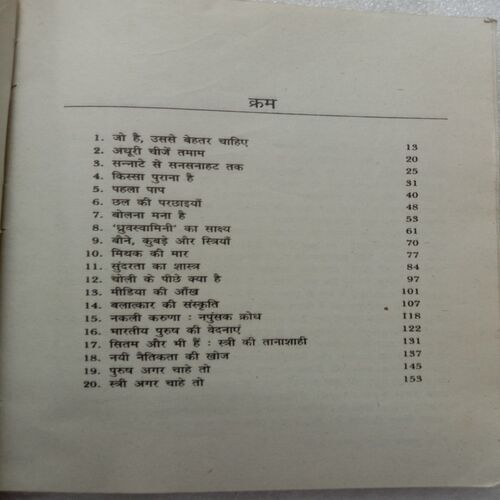 क्रम
1. जो है, उससे बेहतर चाहिए 13
2. अधूरी चीजें तमाम 20
3. सन्नाटे से सनसनाहट तक 25
4. किस्सा पुराना है 31
5. पहला पाप 40
6. छल की परछाइयाँ 48
7. बोलना मना है 53
8. 'ध्रुवस्वामिनी' का साक्ष्य 61
9. बौने, कुबड़े और स्त्रियाँ 70
10. मिथक की मार 77
11. सुंदरता का शास्त्र 84
12. चोली के पीछे क्या है 97
13. मीडिया की आँख 101
14. बलात्कार की संस्कृति 107
15. नकली करुणा : नपुंसक क्रोध 118
16. भारतीय पुरुष की वेदनाएं 122
17. सितम और भी हैं : स्त्री की तानाशाही 131
18. नयी नैतिकता की खोज 137
19. पुरुष अगर चाहे तो 145
20. स्त्री अगर चाहे तो 153